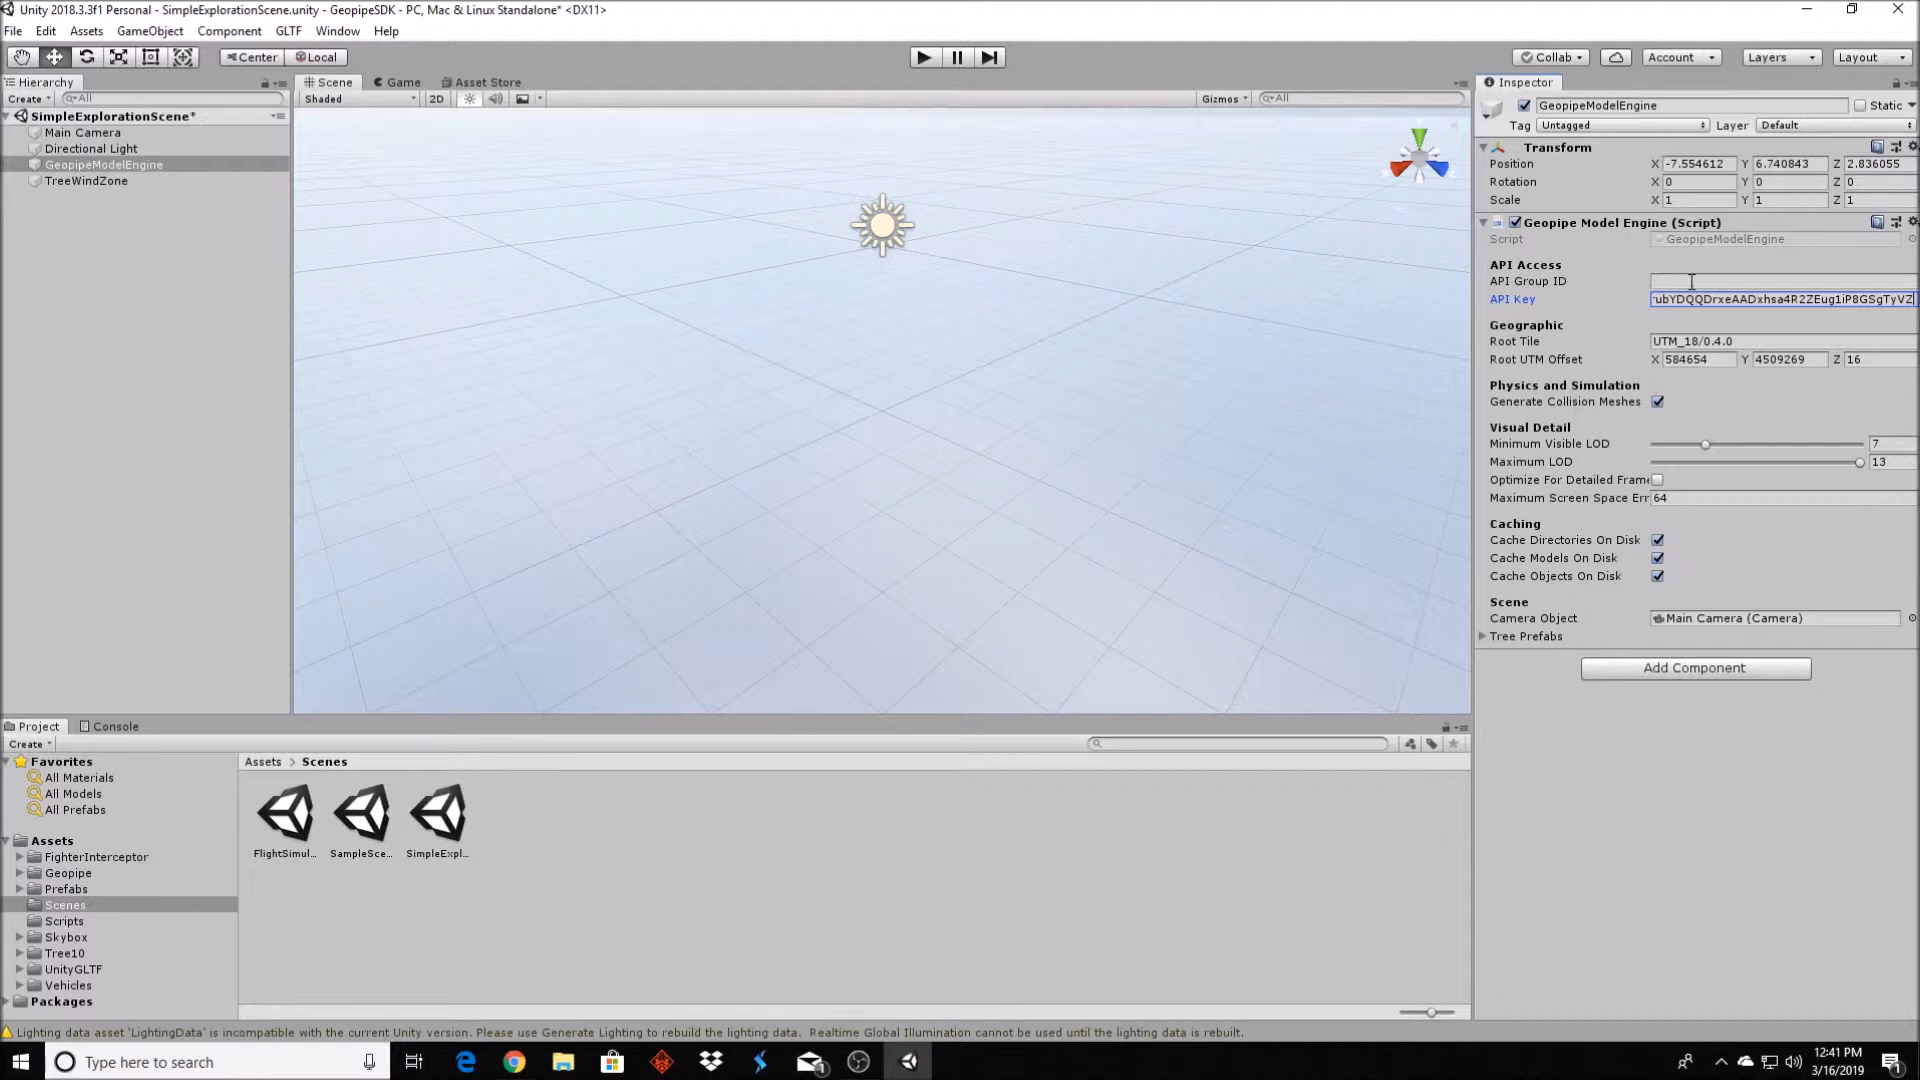 Unity 2018.3.3f1 Personal - SimpleExplorationScene.unity - GeopipeSDK - PC, Mac & Linux Standalone* <DX11>
File Edit Assets GameObject Component GLTF Window Help
Center Local Collab Account Layers Layout
Hierarchy
Create All
SimpleExplorationScene*
Main Camera
Directional Light
GeopipeModelEngine
TreeWindZone
Scene Game Asset Store
Shaded 2D Gizmos All
Inspector
GeopipeModelEngine Static
Tag Untagged Layer Default
Transform
Position X -7.554612 Y 6.740843 Z 2.836055
Rotation X 0 Y 0 Z 0
Scale X 1 Y 1 Z 1
Geopipe Model Engine (Script)
Script GeopipeModelEngine
API Access
API Group ID
API Key rubYDQQDrxeAADxhsa4R2ZEug1iP8GSgTyVZ
Geographic
Root Tile UTM_18/0.4.0
Root UTM Offset X 584654 Y 4509269 Z 16
Physics and Simulation
Generate Collision Meshes
Visual Detail
Minimum Visible LOD 7
Maximum LOD 13
Optimize For Detailed Frame
Maximum Screen Space Err 64
Caching
Cache Directories On Disk
Cache Models On Disk
Cache Objects On Disk
Scene
Camera Object Main Camera (Camera)
Tree Prefabs
Add Component
Project Console
Create
Favorites
All Materials
All Models
All Prefabs
Assets
FighterInterceptor
Geopipe
Prefabs
Scenes
Scripts
Skybox
Tree10
UnityGLTF
Vehicles
Packages
Assets > Scenes
FlightSimul... SampleSce... SimpleExpl...
Lighting data asset 'LightingData' is incompatible with the current Unity version. Please use Generate Lighting to rebuild the lighting data. Realtime Global Illumination cannot be used until the lighting data is rebuilt.
Type here to search
12:41 PM
3/16/2019